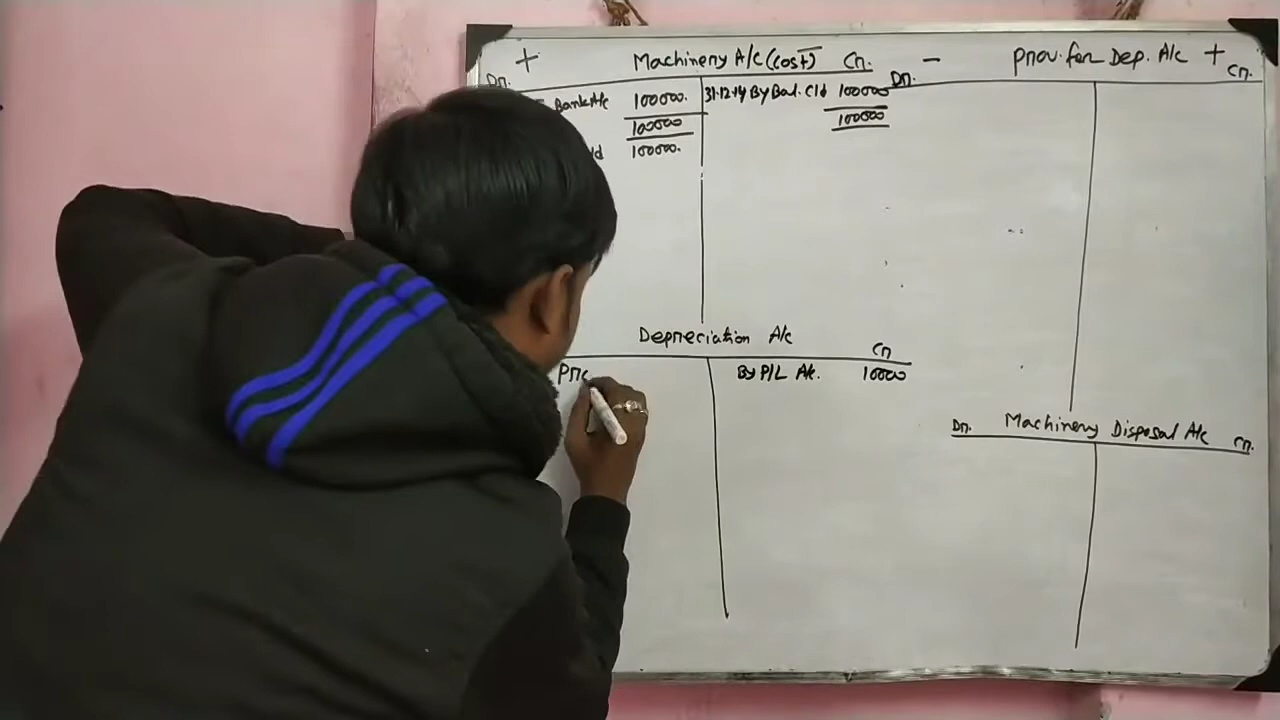 + Machinery A/c (cost) Cr. - Prov. for Dep. A/c +
Dr. Dr. Cr.
Bank A/c 100000. 31.12.14 By Bal. C/d 100000
100000 100000
/d 100000.
Depreciation A/c
Cr
Pro By P/L A/c. 10000
Dr. Machinery Disposal A/c Cr.